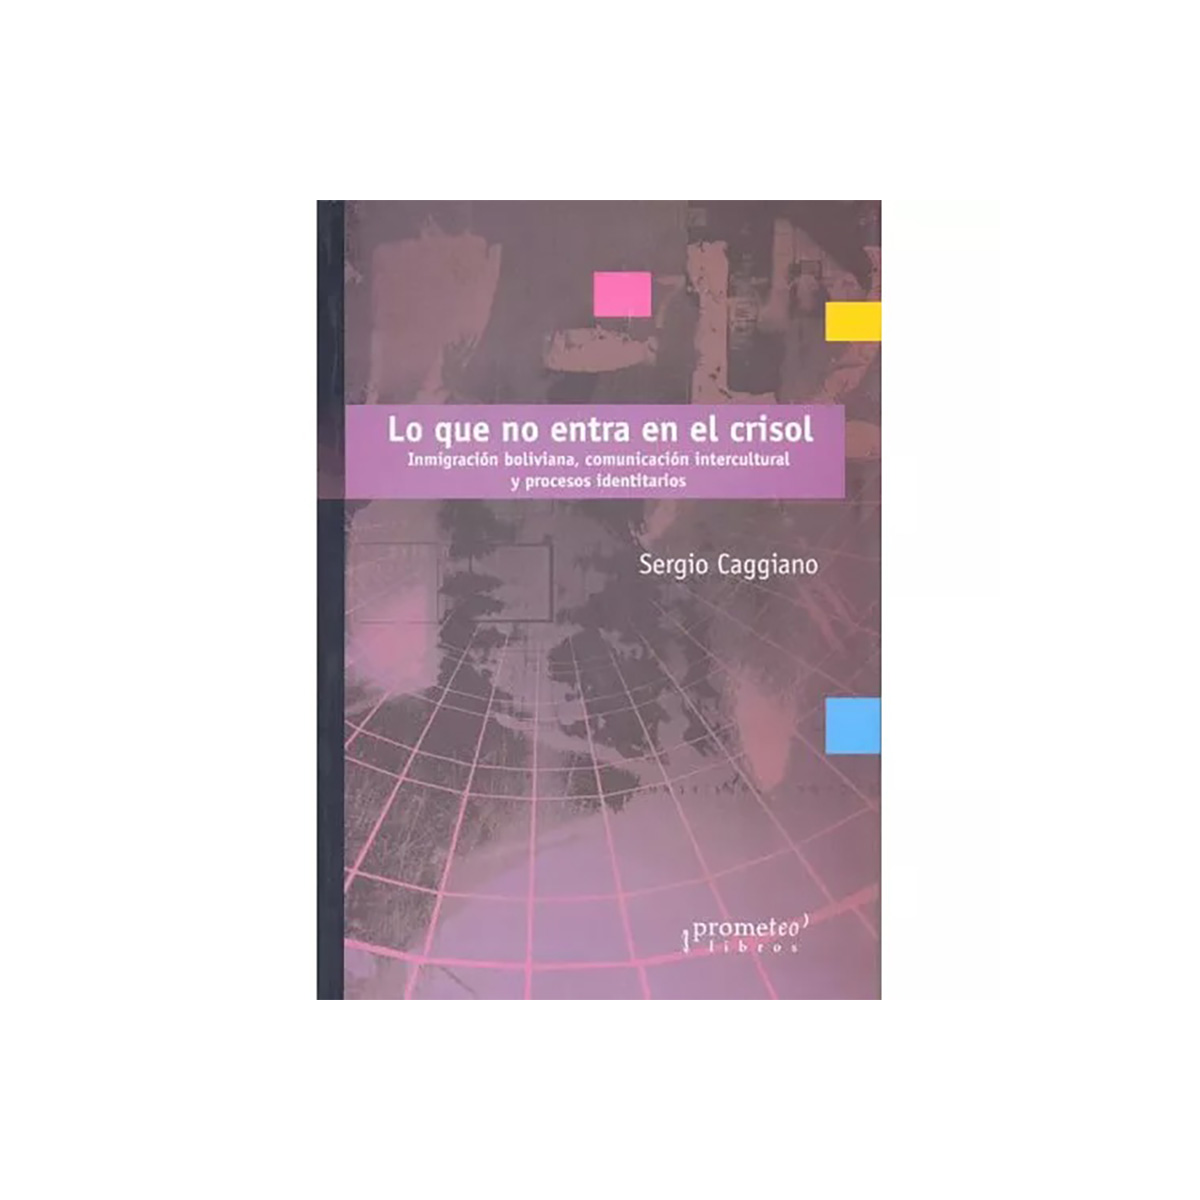 Lo que no entra en el crisol
Inmigración boliviana, comunicación intercultural
y procesos identitarios
Sergio Caggiano
prometeo
libros